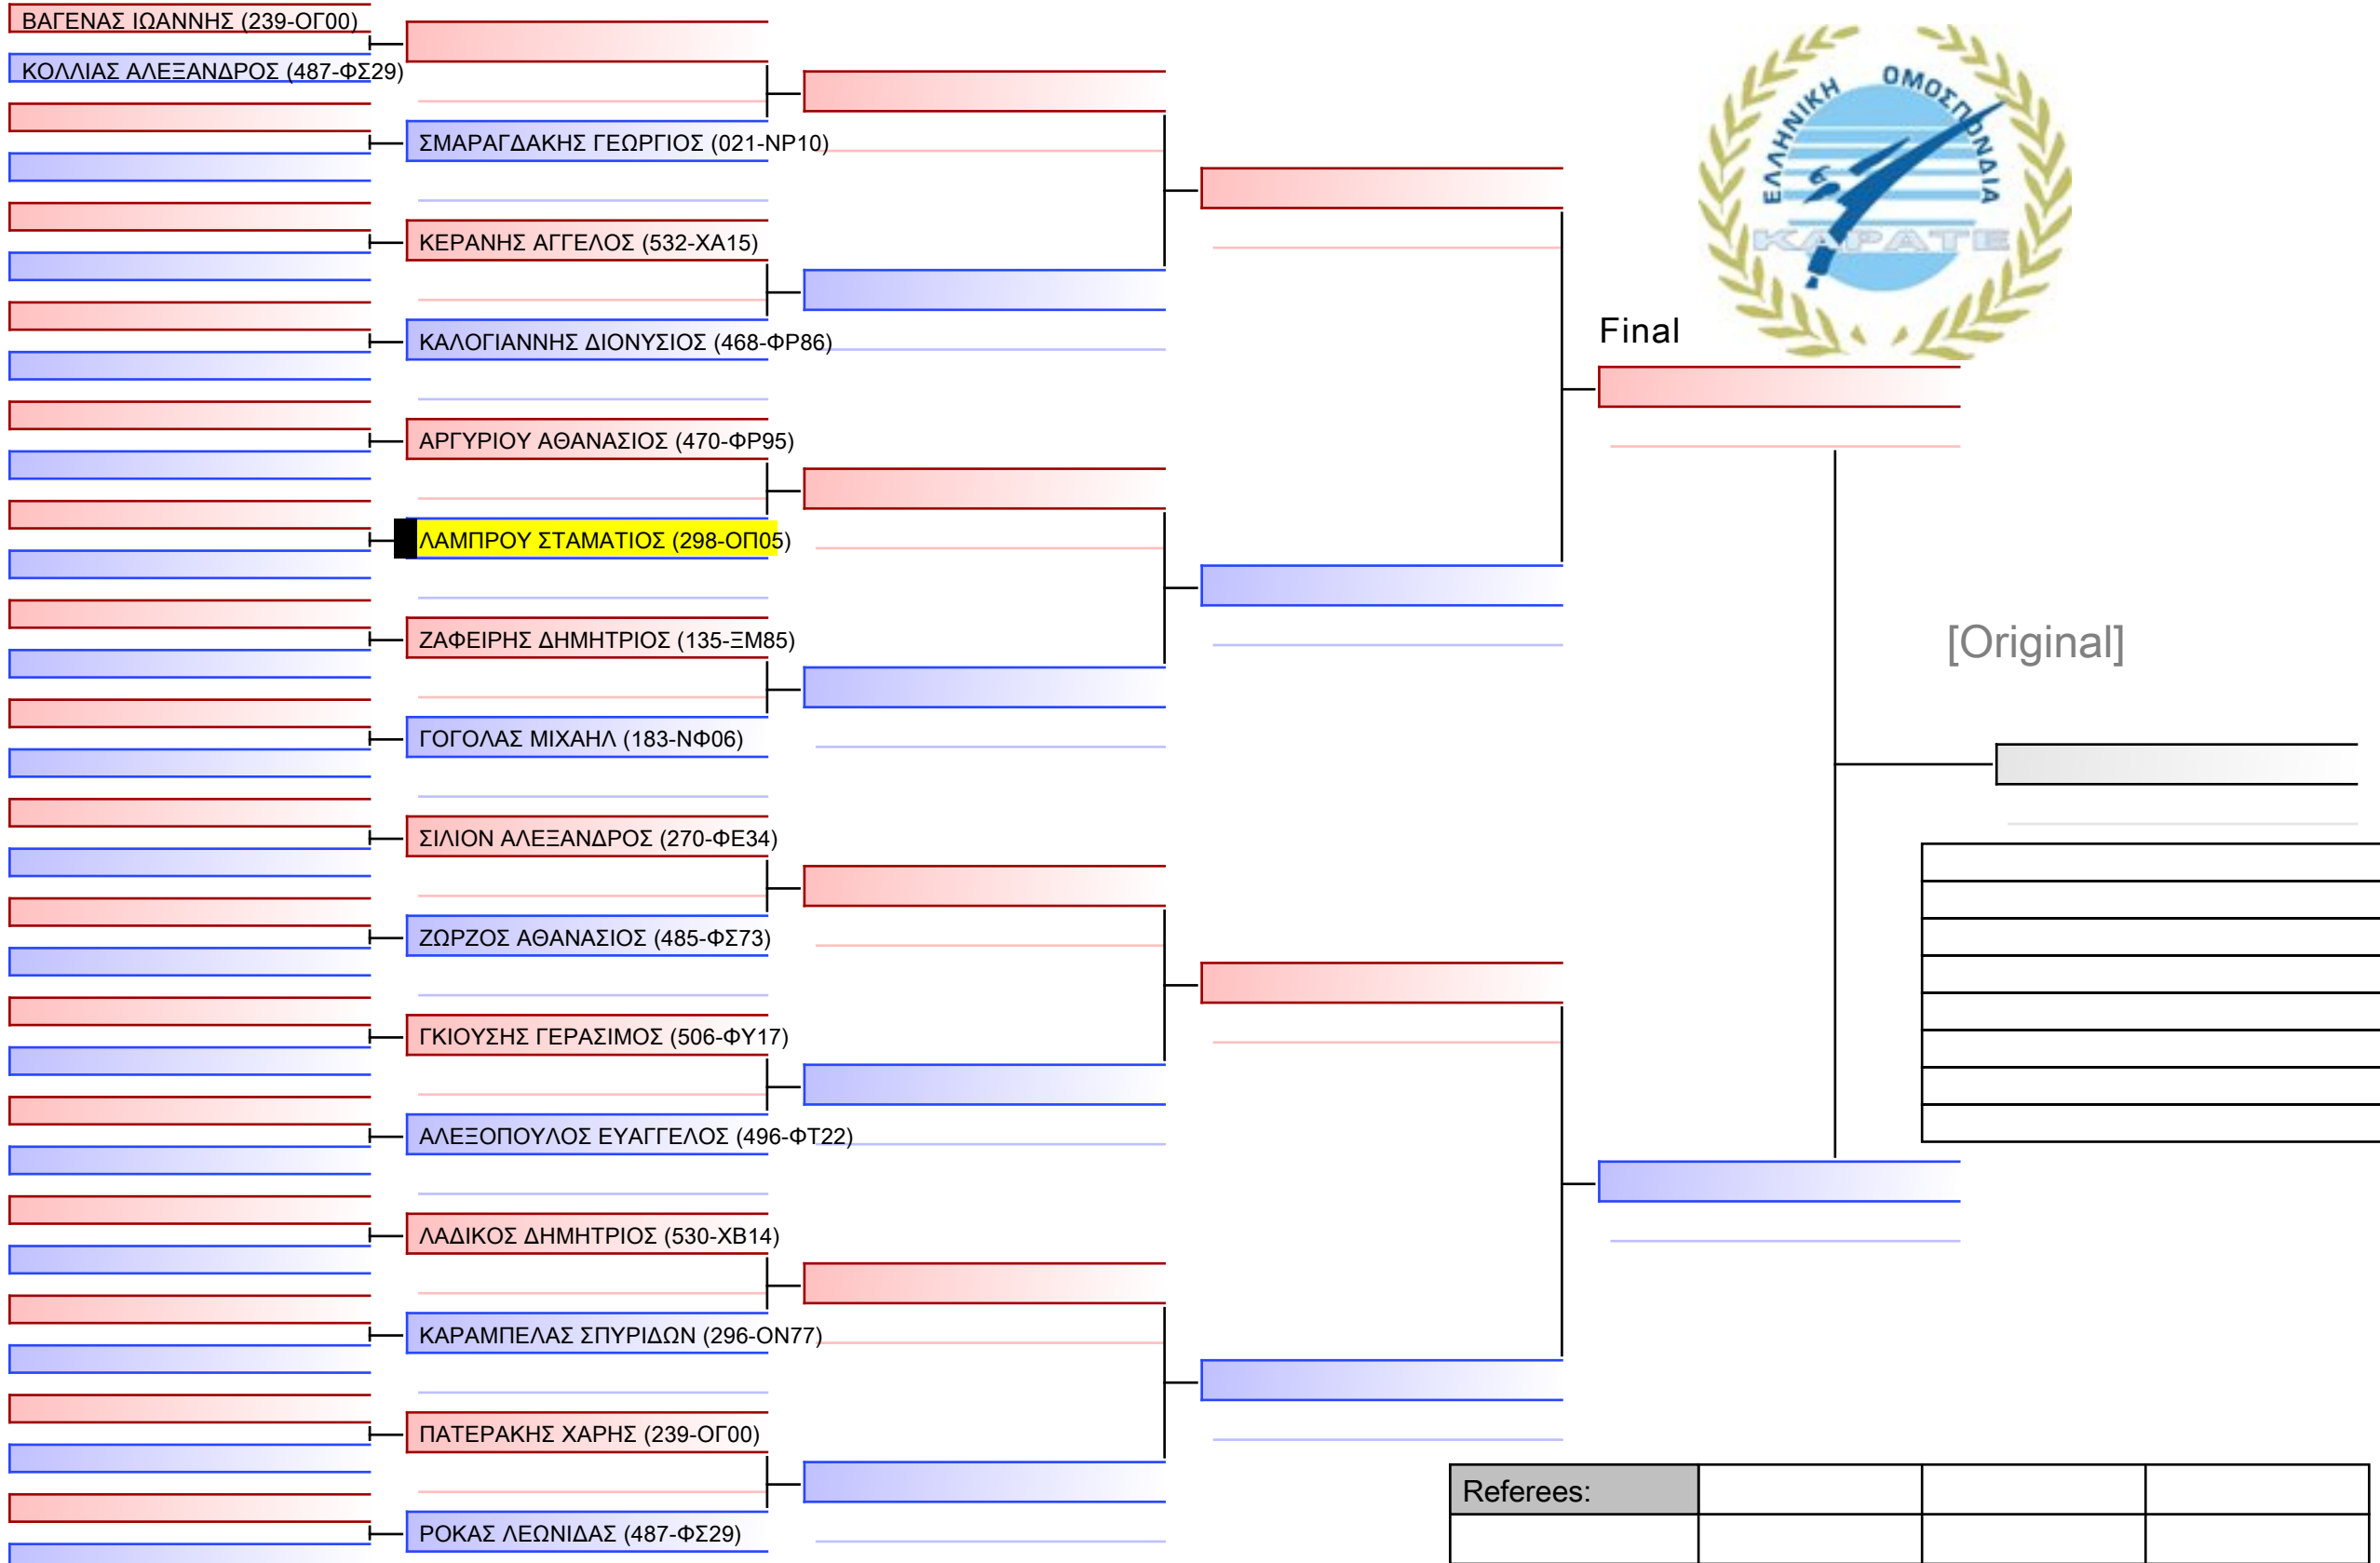 ΒΑΓΕΝΑΣ ΙΩΑΝΝΗΣ (239-ΟΓ00)
ΚΟΛΛΙΑΣ ΑΛΕΞΑΝΔΡΟΣ (487-ΦΣ29)
ΣΜΑΡΑΓΔΑΚΗΣ ΓΕΩΡΓΙΟΣ (021-ΝΡ10)
ΚΕΡΑΝΗΣ ΑΓΓΕΛΟΣ (532-ΧΑ15)
ΚΑΛΟΓΙΑΝΝΗΣ ΔΙΟΝΥΣΙΟΣ (468-ΦΡ86)
ΑΡΓΥΡΙΟΥ ΑΘΑΝΑΣΙΟΣ (470-ΦΡ95)
ΛΑΜΠΡΟΥ ΣΤΑΜΑΤΙΟΣ (298-ΟΠ05)
ΖΑΦΕΙΡΗΣ ΔΗΜΗΤΡΙΟΣ (135-ΞΜ85)
ΓΟΓΟΛΑΣ ΜΙΧΑΗΛ (183-ΝΦ06)
ΣΙΛΙΟΝ ΑΛΕΞΑΝΔΡΟΣ (270-ΦΕ34)
ΖΩΡΖΟΣ ΑΘΑΝΑΣΙΟΣ (485-ΦΣ73)
ΓΚΙΟΥΣΗΣ ΓΕΡΑΣΙΜΟΣ (506-ΦΥ17)
ΑΛΕΞΟΠΟΥΛΟΣ ΕΥΑΓΓΕΛΟΣ (496-ΦΤ22)
ΛΑΔΙΚΟΣ ΔΗΜΗΤΡΙΟΣ (530-ΧΒ14)
ΚΑΡΑΜΠΕΛΑΣ ΣΠΥΡΙΔΩΝ (296-ΟΝ77)
ΠΑΤΕΡΑΚΗΣ ΧΑΡΗΣ (239-ΟΓ00)
ΡΟΚΑΣ ΛΕΩΝΙΔΑΣ (487-ΦΣ29)
ΕΛΛΗΝΙΚΗ ΟΜΟΣΠΟΝΔΙΑ
ΚΑΡΑΤΕ
Final
[Original]
Referees: